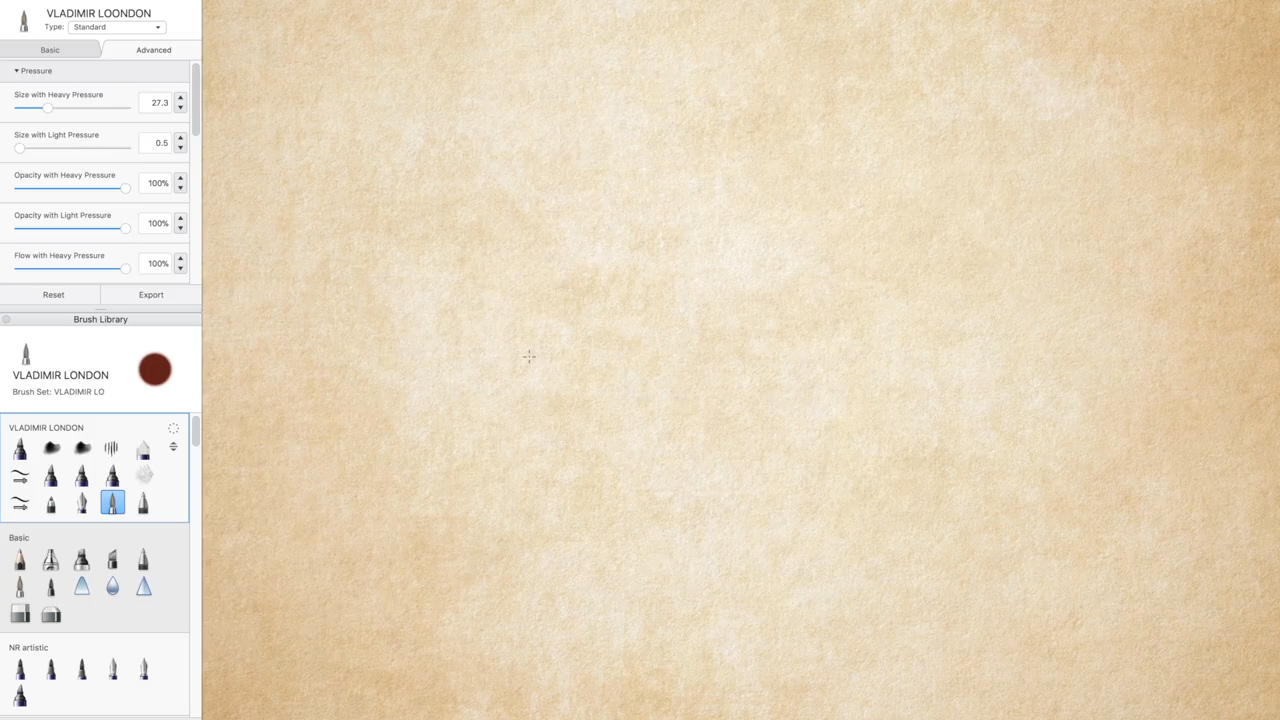 VLADIMIR LOONDON
Type: Standard
Basic Advanced
Pressure
Size with Heavy Pressure
27.3
Size with Light Pressure
0.5
Opacity with Heavy Pressure
100%
Opacity with Light Pressure
100%
Flow with Heavy Pressure
100%
Reset Export
Brush Library
VLADIMIR LONDON
Brush Set: VLADIMIR LO
VLADIMIR LONDON
Basic
NR artistic